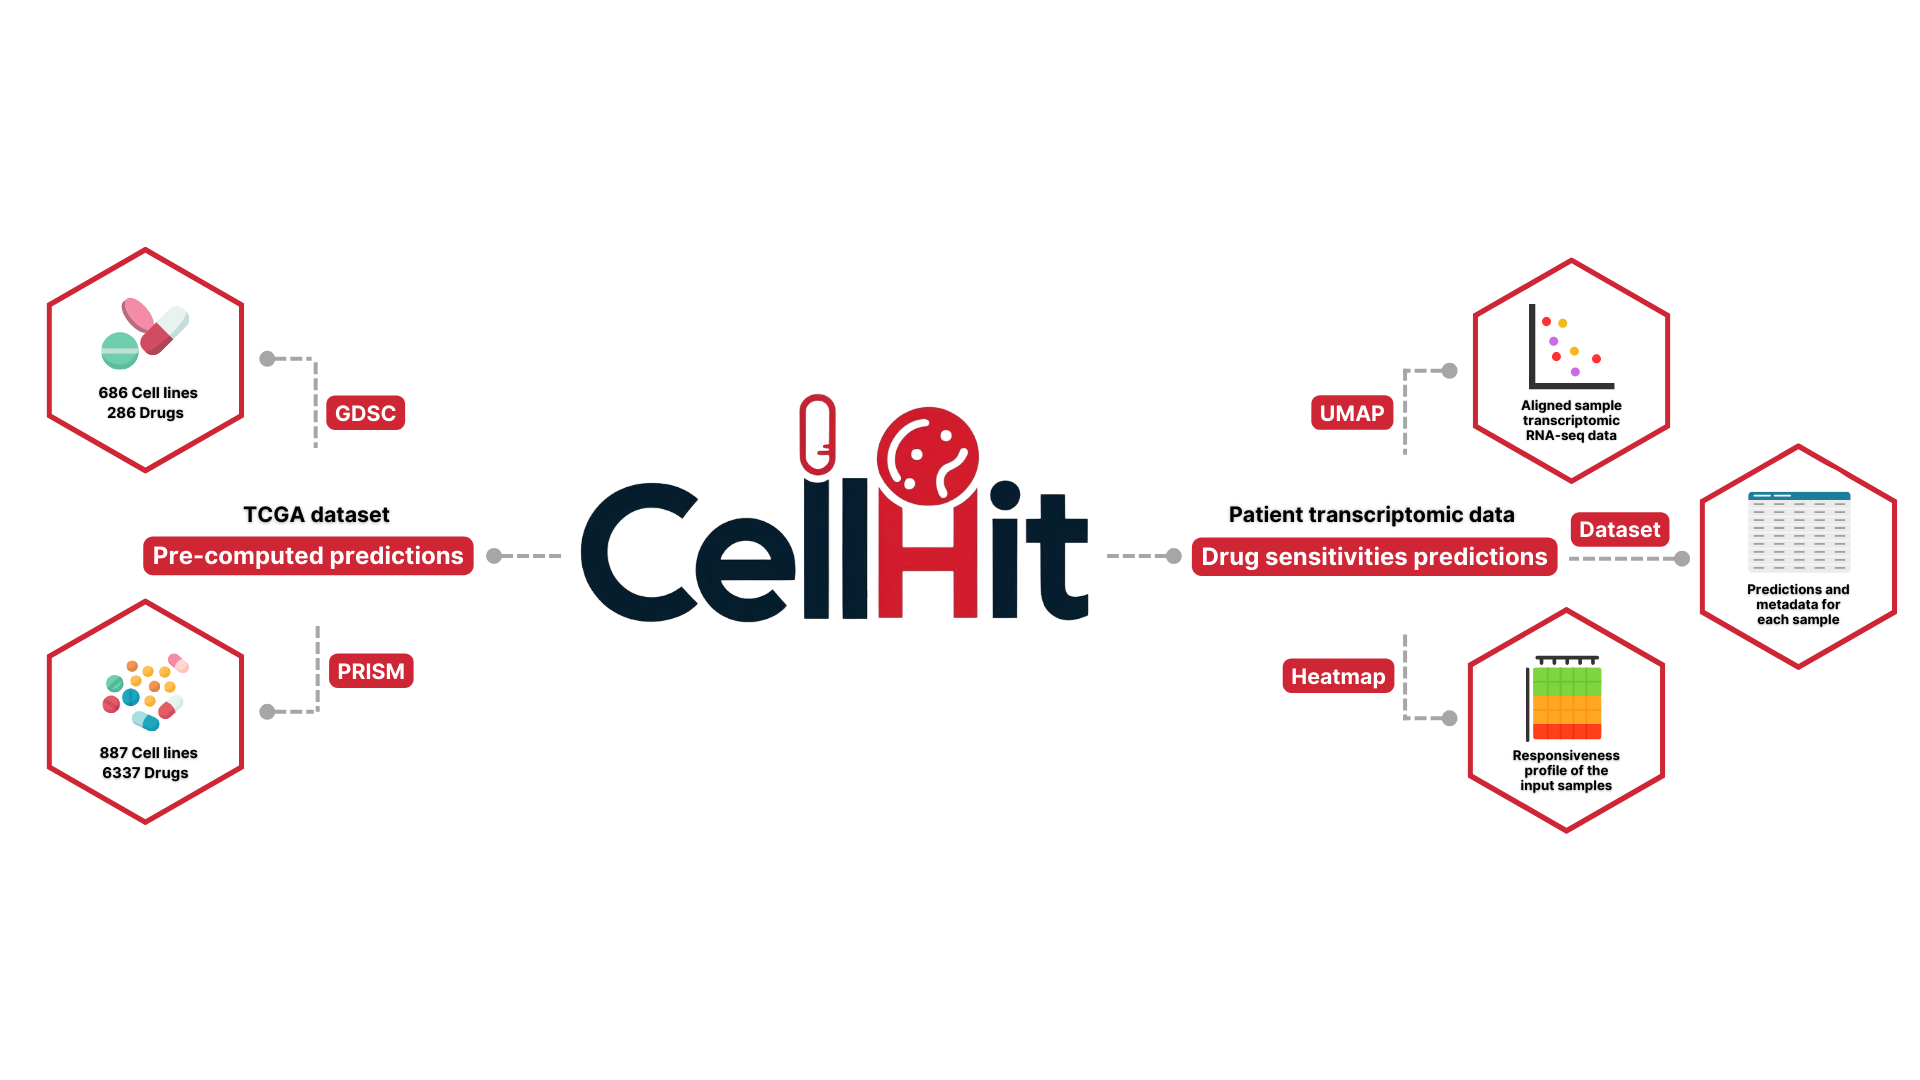 686 Cell lines
286 Drugs
GDSC
TCGA dataset
Pre-computed predictions
PRISM
887 Cell lines
6337 Drugs
CellHit
UMAP
Aligned sample
transcriptomic
RNA-seq data
Patient transcriptomic data
Drug sensitivities predictions
Dataset
Predictions and
metadata for
each sample
Heatmap
Responsiveness
profile of the
input samples